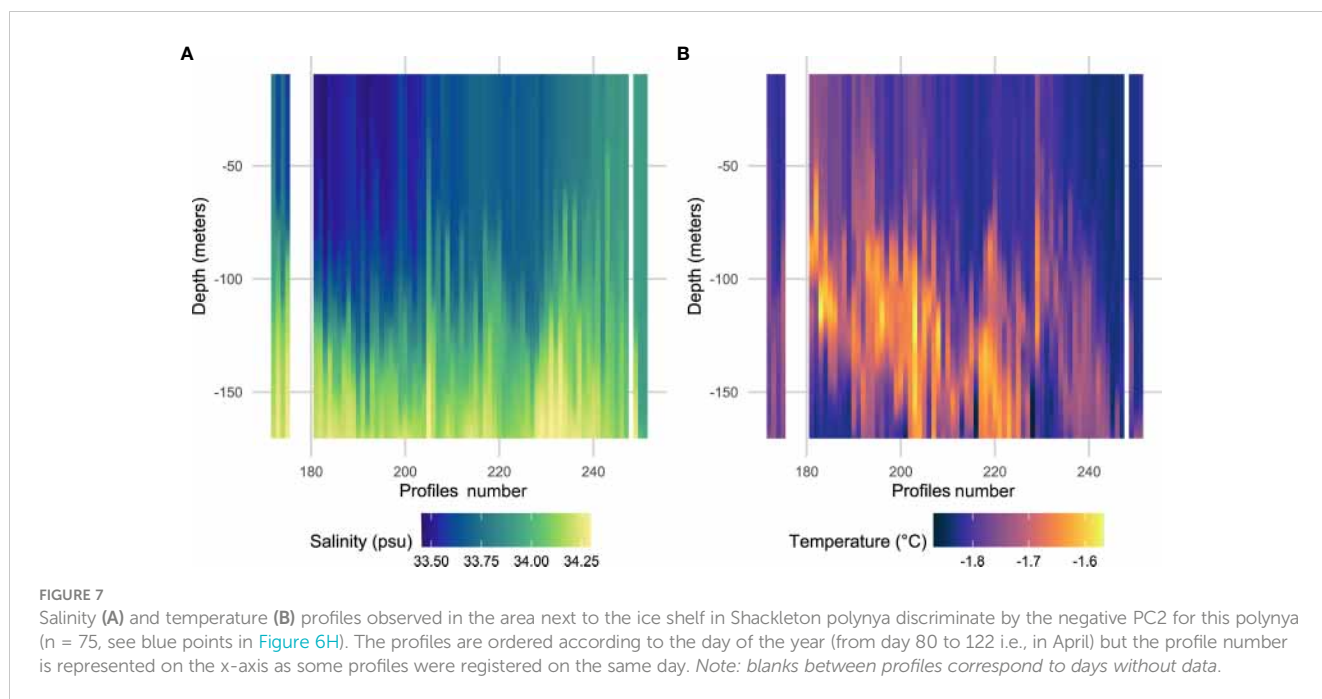 A
B
-50
-100
-150
Depth (meters)
180
200
220
240
Profiles number
Salinity (psu)
33.50
33.75
34.00
34.25
-50
-100
-150
Depth (meters)
180
200
220
240
Profiles number
Temperature (°C)
-1.8
-1.7
-1.6
FIGURE 7
Salinity (A) and temperature (B) profiles observed in the area next to the ice shelf in Shackleton polynya discriminate by the negative PC2 for this polynya
(n = 75, see blue points in Figure 6H). The profiles are ordered according to the day of the year (from day 80 to 122 i.e., in April) but the profile number
is represented on the x-axis as some profiles were registered on the same day. Note: blanks between profiles correspond to days without data.